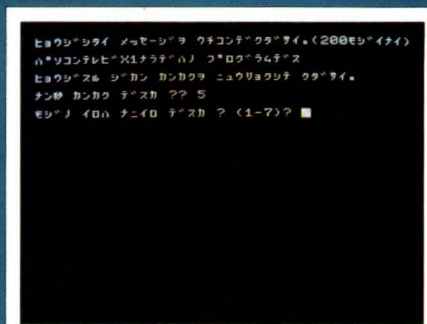 ヒョウジシタイ メッセージヲ ウチコンデクダサイ。(200モジイナイ)
パソコンテレビX1ナラデハノ プログラムデス
ヒョウジスル ジカン カンカクヲ ニュウリョクシテ クダサイ。
ナン秒 カンカク デスカ ?? 5
モジノ イロハ ナニイロ デスカ ? (1-7)?